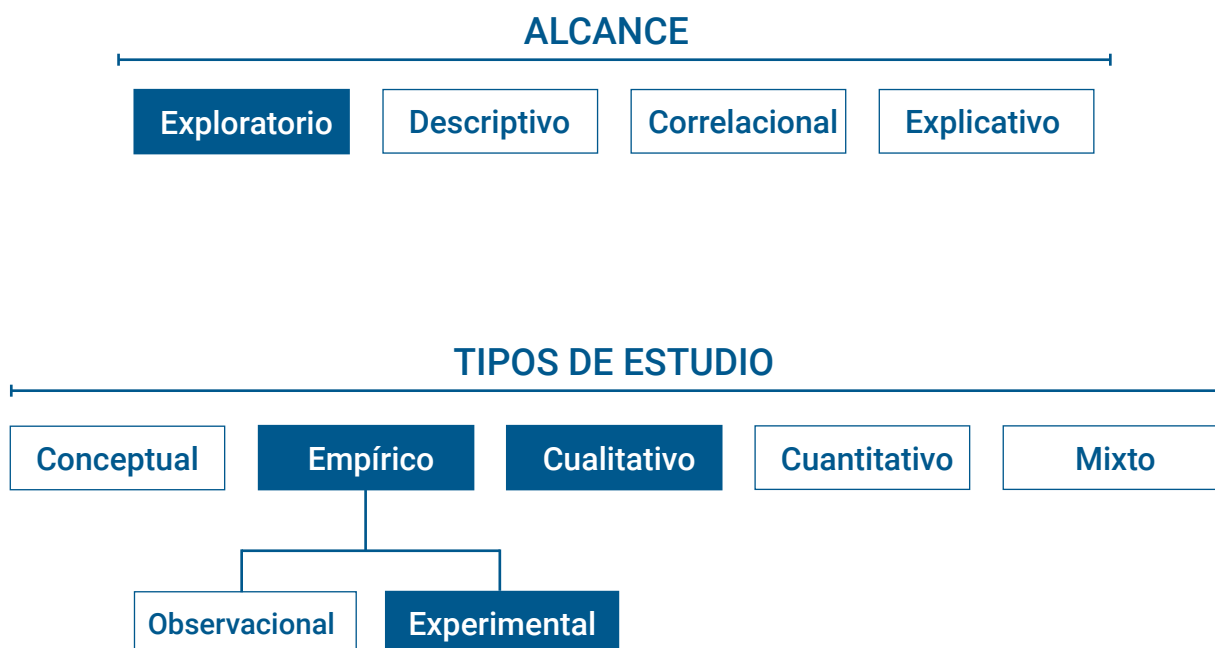 ALCANCE
Exploratorio
Descriptivo
Correlacional
Explicativo
TIPOS DE ESTUDIO
Conceptual
Empírico
Cualitativo
Cuantitativo
Mixto
Observacional
Experimental